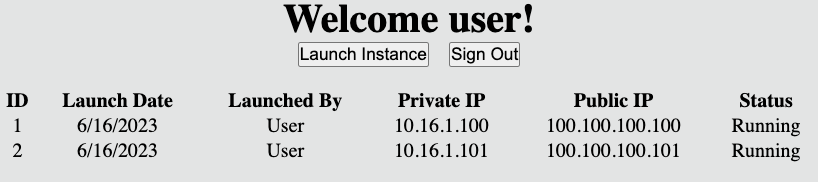 Welcome user!
Launch Instance Sign Out
ID Launch Date Launched By Private IP Public IP Status
1 6/16/2023 User 10.16.1.100 100.100.100.100 Running
2 6/16/2023 User 10.16.1.101 100.100.100.101 Running